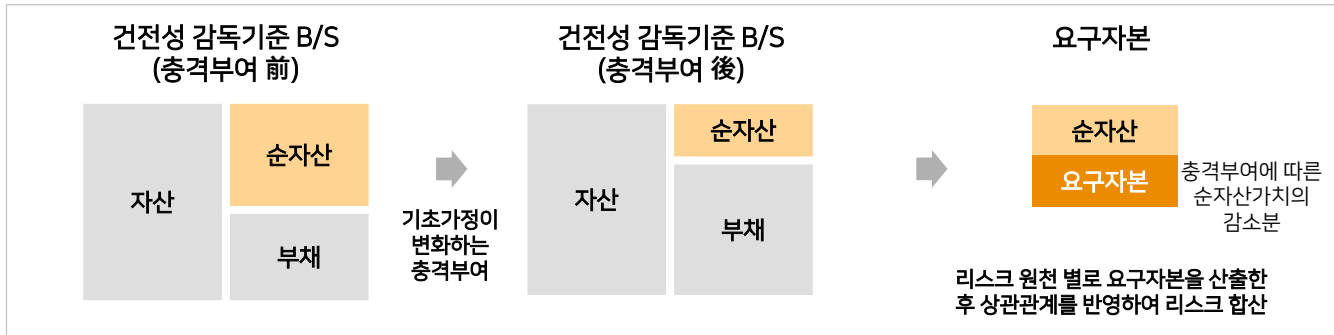 건전성 감독기준 B/S
(충격부여 前)
자산
순자산
부채
기초가정이
변화하는
충격부여
건전성 감독기준 B/S
(충격부여 後)
자산
순자산
부채
요구자본
순자산
요구자본
충격부여에 따른
순자산가치의
감소분
리스크 원천 별로 요구자본을 산출한
후 상관관계를 반영하여 리스크 합산